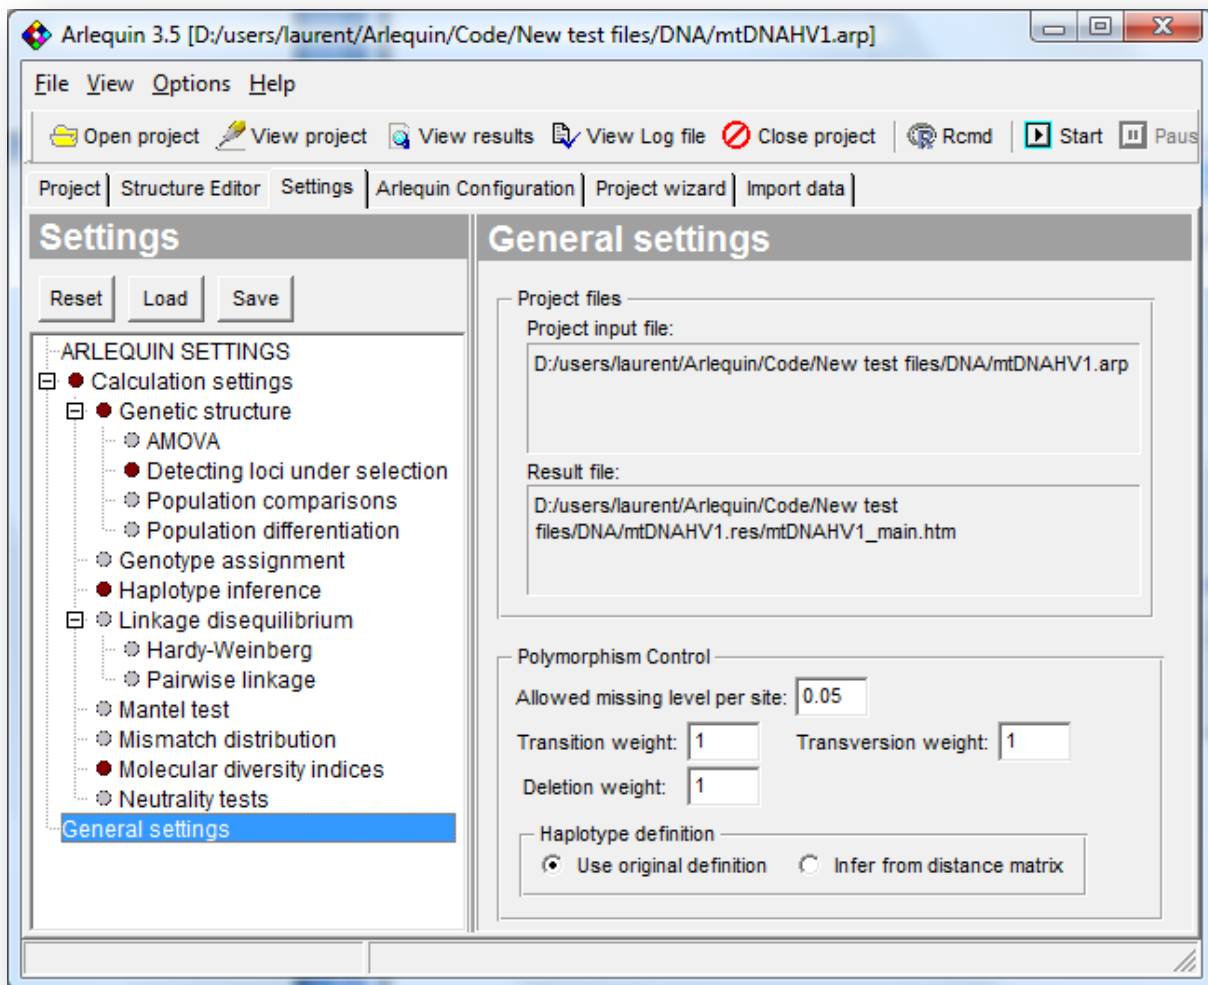 Arlequin 3.5 [D:/users/laurent/Arlequin/Code/New test files/DNA/mtDNAHV1.arp]
File View Options Help
Open project View project View results View Log file Close project Rcmd Start Paus
Project Structure Editor Settings Arlequin Configuration Project wizard Import data
Settings
Reset Load Save
ARLEQUIN SETTINGS
Calculation settings
Genetic structure
AMOVA
Detecting loci under selection
Population comparisons
Population differentiation
Genotype assignment
Haplotype inference
Linkage disequilibrium
Hardy-Weinberg
Pairwise linkage
Mantel test
Mismatch distribution
Molecular diversity indices
Neutrality tests
General settings
General settings
Project files
Project input file:
D:/users/laurent/Arlequin/Code/New test files/DNA/mtDNAHV1.arp
Result file:
D:/users/laurent/Arlequin/Code/New test
files/DNA/mtDNAHV1.res/mtDNAHV1_main.htm
Polymorphism Control
Allowed missing level per site: 0.05
Transition weight: 1 Transversion weight: 1
Deletion weight: 1
Haplotype definition
Use original definition Infer from distance matrix